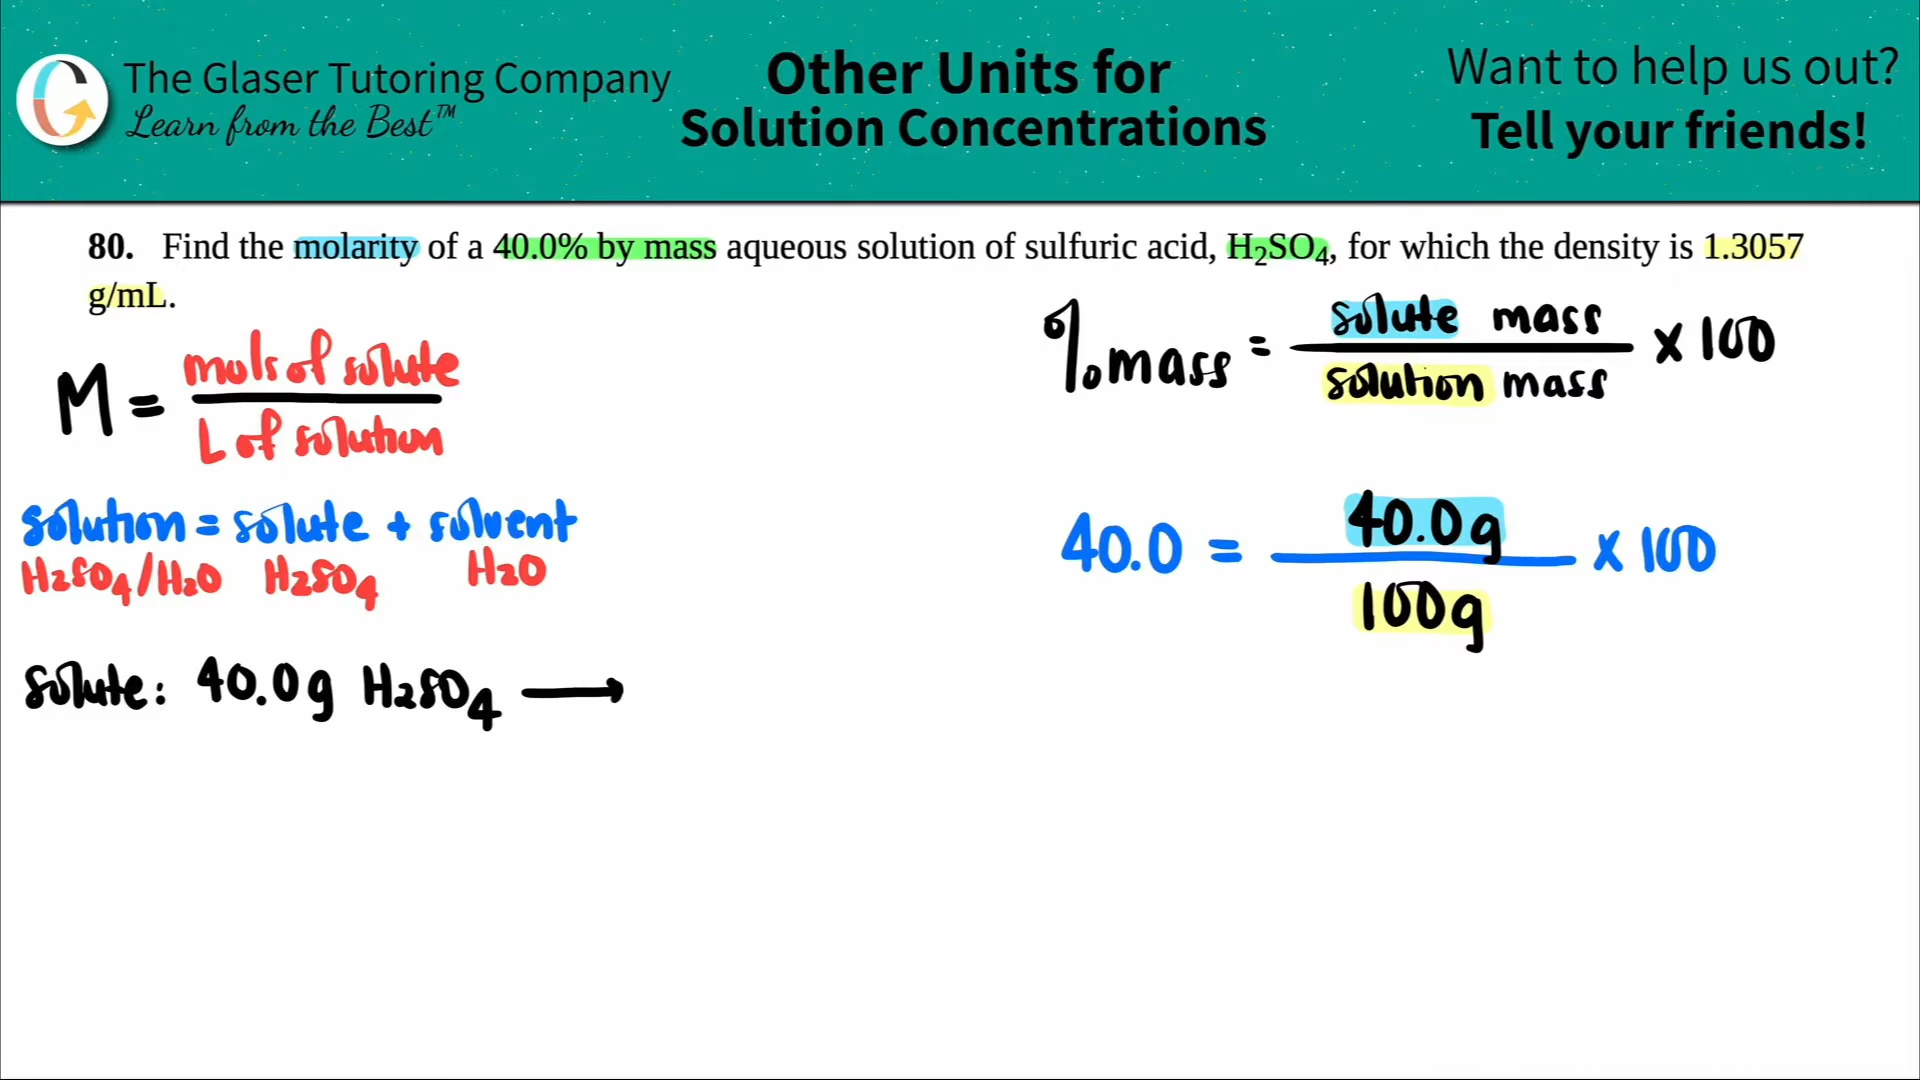 The Glaser Tutoring Company
Learn from the Best™
Other Units for
Solution Concentrations
Want to help us out?
Tell your friends!
80. Find the molarity of a 40.0% by mass aqueous solution of sulfuric acid, H₂SO₄, for which the density is 1.3057
g/mL.
M = mols of solute
L of solution
%mass = solute mass × 100
solution mass
solution = solute + solvent
H₂SO₄/H₂O H₂SO₄ H₂O
40.0 = 40.0g × 100
100g
solute: 40.0g H₂SO₄ →